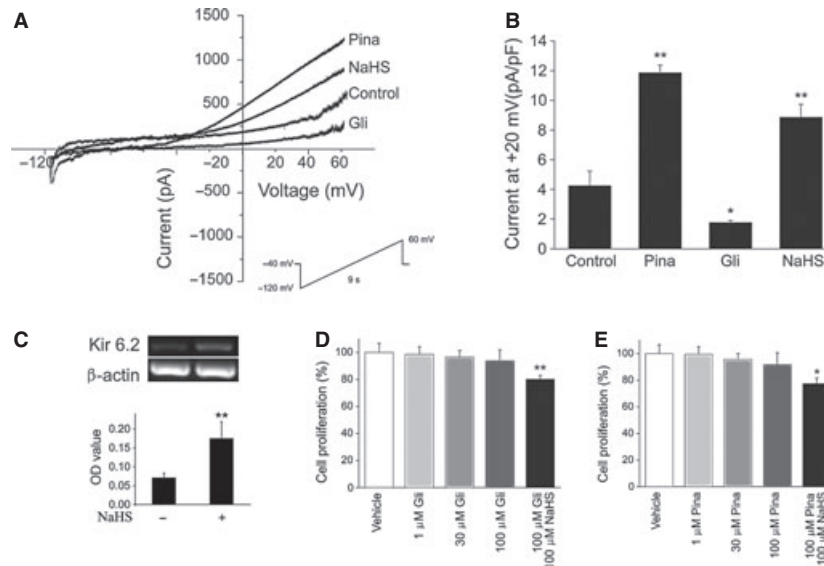 A
1500
1000
500
−500
−1000
−1500
−120
−20
20
40
60
Voltage (mV)
Current (pA)
Pina
NaHS
Control
Gli
60 mV
−40 mV
−120 mV
9 s
B
Current at +20 mV(pA/pF)
14
12
10
8
6
4
2
0
**
*
**
Control Pina Gli NaHS
C
Kir 6.2
β-actin
OD value
0.20
0.15
0.10
0.05
0.00
**
NaHS − +
D
Cell proliferation (%)
100
80
60
40
20
0
**
Vehicle
1 μM Gli
30 μM Gli
100 μM Gli
100 μM Gli
100 μM NaHS
E
Cell proliferation (%)
100
80
60
40
20
0
*
Vehicle
1 μM Pina
30 μM Pina
100 μM Pina
100 μM Pina
100 μM NaHS